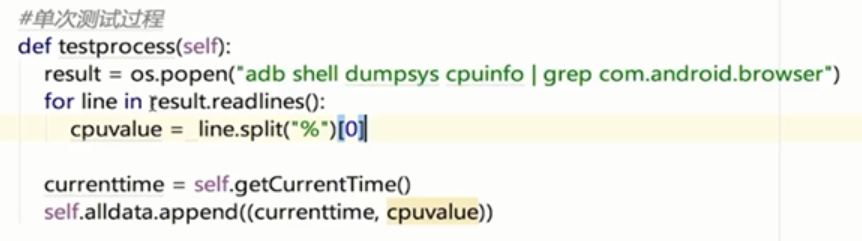 #单次测试过程
def testprocess(self):
result = os.popen("adb shell dumpsys cpuinfo | grep com.android.browser")
for line in result.readlines():
cpuvalue =  line.split("%")[0]
currenttime = self.getCurrentTime()
self.alldata.append((currenttime, cpuvalue))